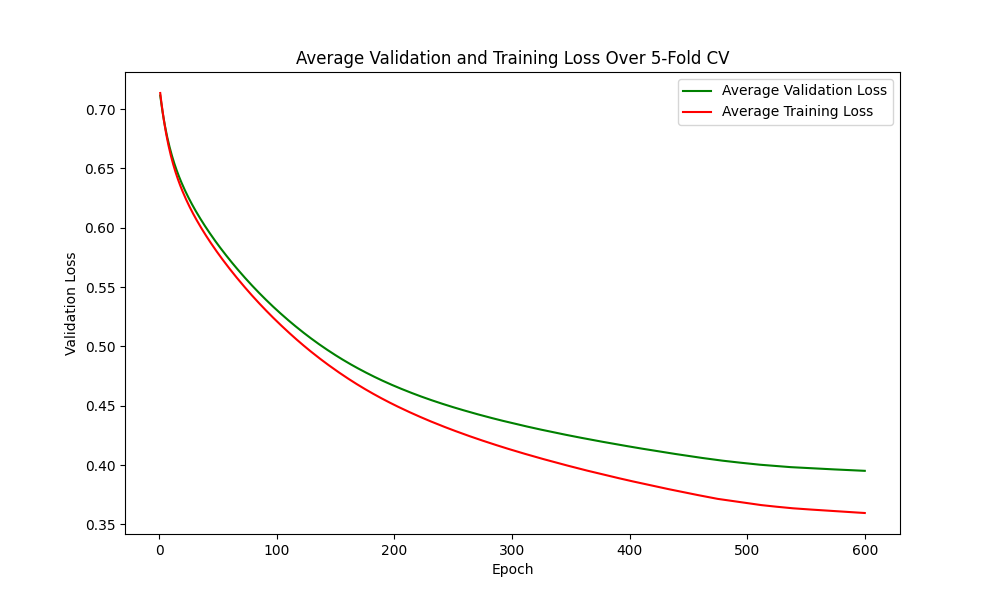 Average Validation and Training Loss Over 5-Fold CV
Average Validation Loss
Average Training Loss
0.70
0.65
0.60
0.55
0.50
0.45
0.40
0.35
Validation Loss
0 100 200 300 400 500 600
Epoch